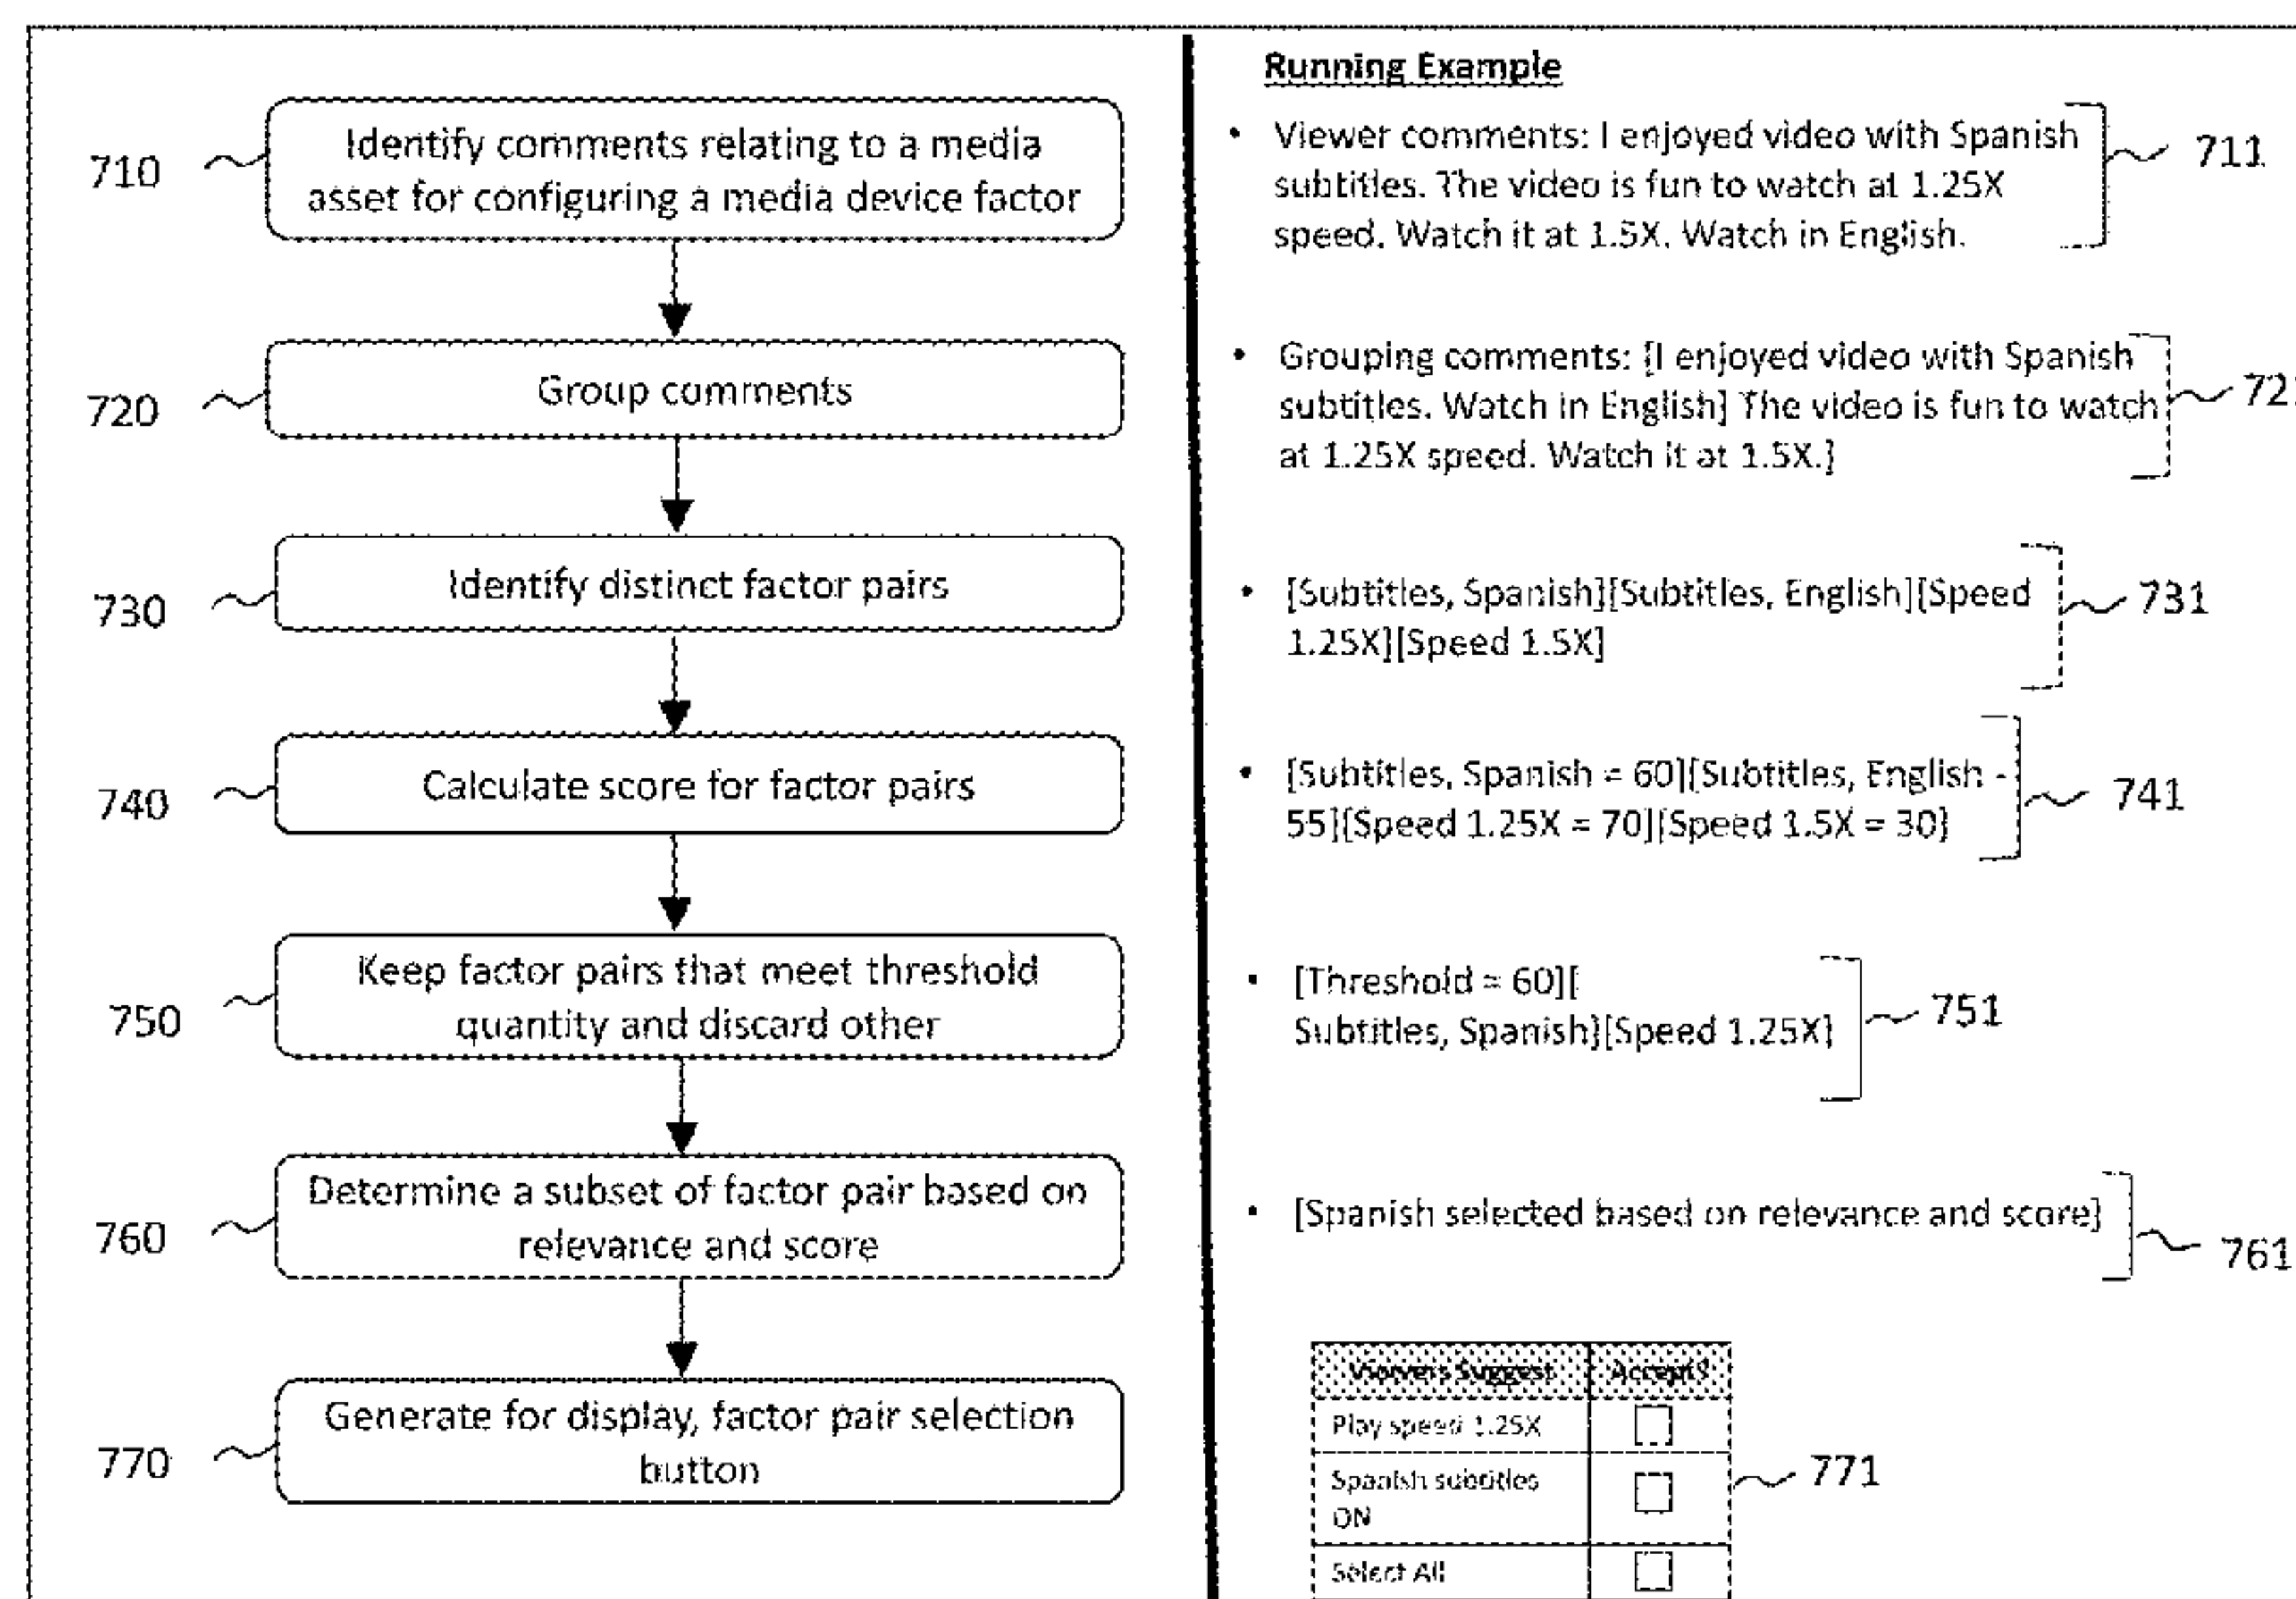 710
Identify comments relating to a media
asset for configuring a media device factor
720
Group comments
730
Identify distinct factor pairs
740
Calculate score for factor pairs
750
Keep factor pairs that meet threshold
quantity and discard other
760
Determine a subset of factor pair based on
relevance and score
770
Generate for display, factor pair selection
button
Running Example
• Viewer comments: I enjoyed video with Spanish
subtitles. The video is fun to watch at 1.25X
speed. Watch it at 1.5X. Watch in English.
711
• Grouping comments: [I enjoyed video with Spanish
subtitles. Watch in English] The video is fun to watch
at 1.25X speed. Watch it at 1.5X.]
• [Subtitles, Spanish][Subtitles, English][Speed
1.25X][Speed 1.5X]
731
• [Subtitles, Spanish = 60][Subtitles, English -
55][Speed 1.25X = 70][Speed 1.5X = 30]
741
• [Threshold = 60][
Subtitles, Spanish][Speed 1.25X]
751
• [Spanish selected based on relevance and score]
761
Viewers Suggest Accept?
Play speed 1.25X
Spanish subtitles
ON
Select All
771